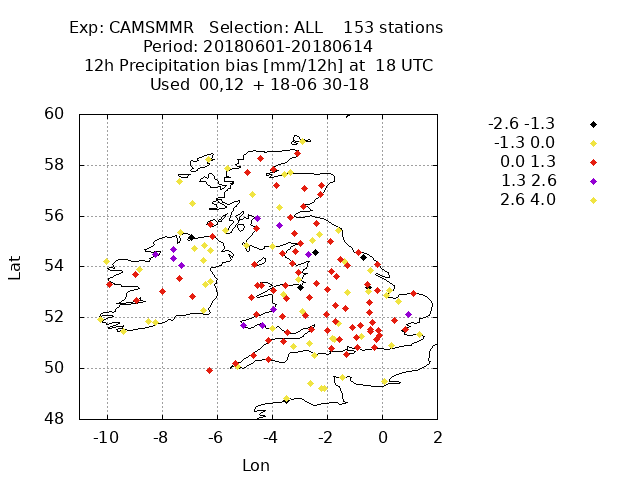 Exp: CAMSMMR   Selection: ALL    153 stations
Period: 20180601-20180614
12h Precipitation bias [mm/12h] at  18 UTC
Used  00,12  + 18-06 30-18
-2.6 -1.3
-1.3 0.0
0.0 1.3
1.3 2.6
2.6 4.0
60
58
56
54
52
50
48
Lat
-10 -8 -6 -4 -2 0 2
Lon